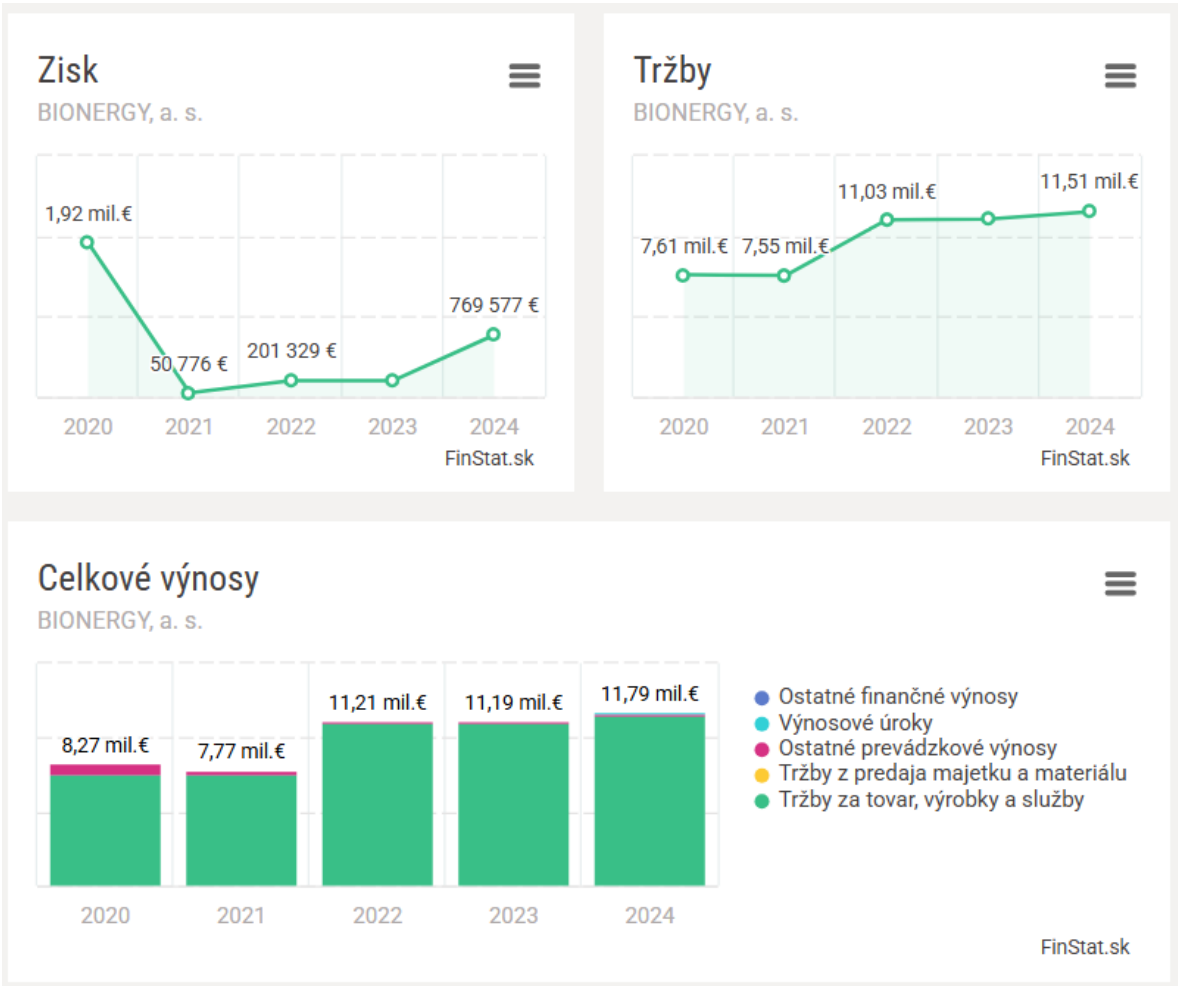 Zisk
BIONERGY, a. s.
1,92 mil.€
50 776 €
201 329 €
769 577 €
2020 2021 2022 2023 2024
FinStat.sk
Tržby
BIONERGY, a. s.
7,61 mil.€
7,55 mil.€
11,03 mil.€
11,51 mil.€
2020 2021 2022 2023 2024
FinStat.sk
Celkové výnosy
BIONERGY, a. s.
8,27 mil.€
7,77 mil.€
11,21 mil.€
11,19 mil.€
11,79 mil.€
2020 2021 2022 2023 2024
Ostatné finančné výnosy
Výnosové úroky
Ostatné prevádzkové výnosy
Tržby z predaja majetku a materiálu
Tržby za tovar, výrobky a služby
FinStat.sk